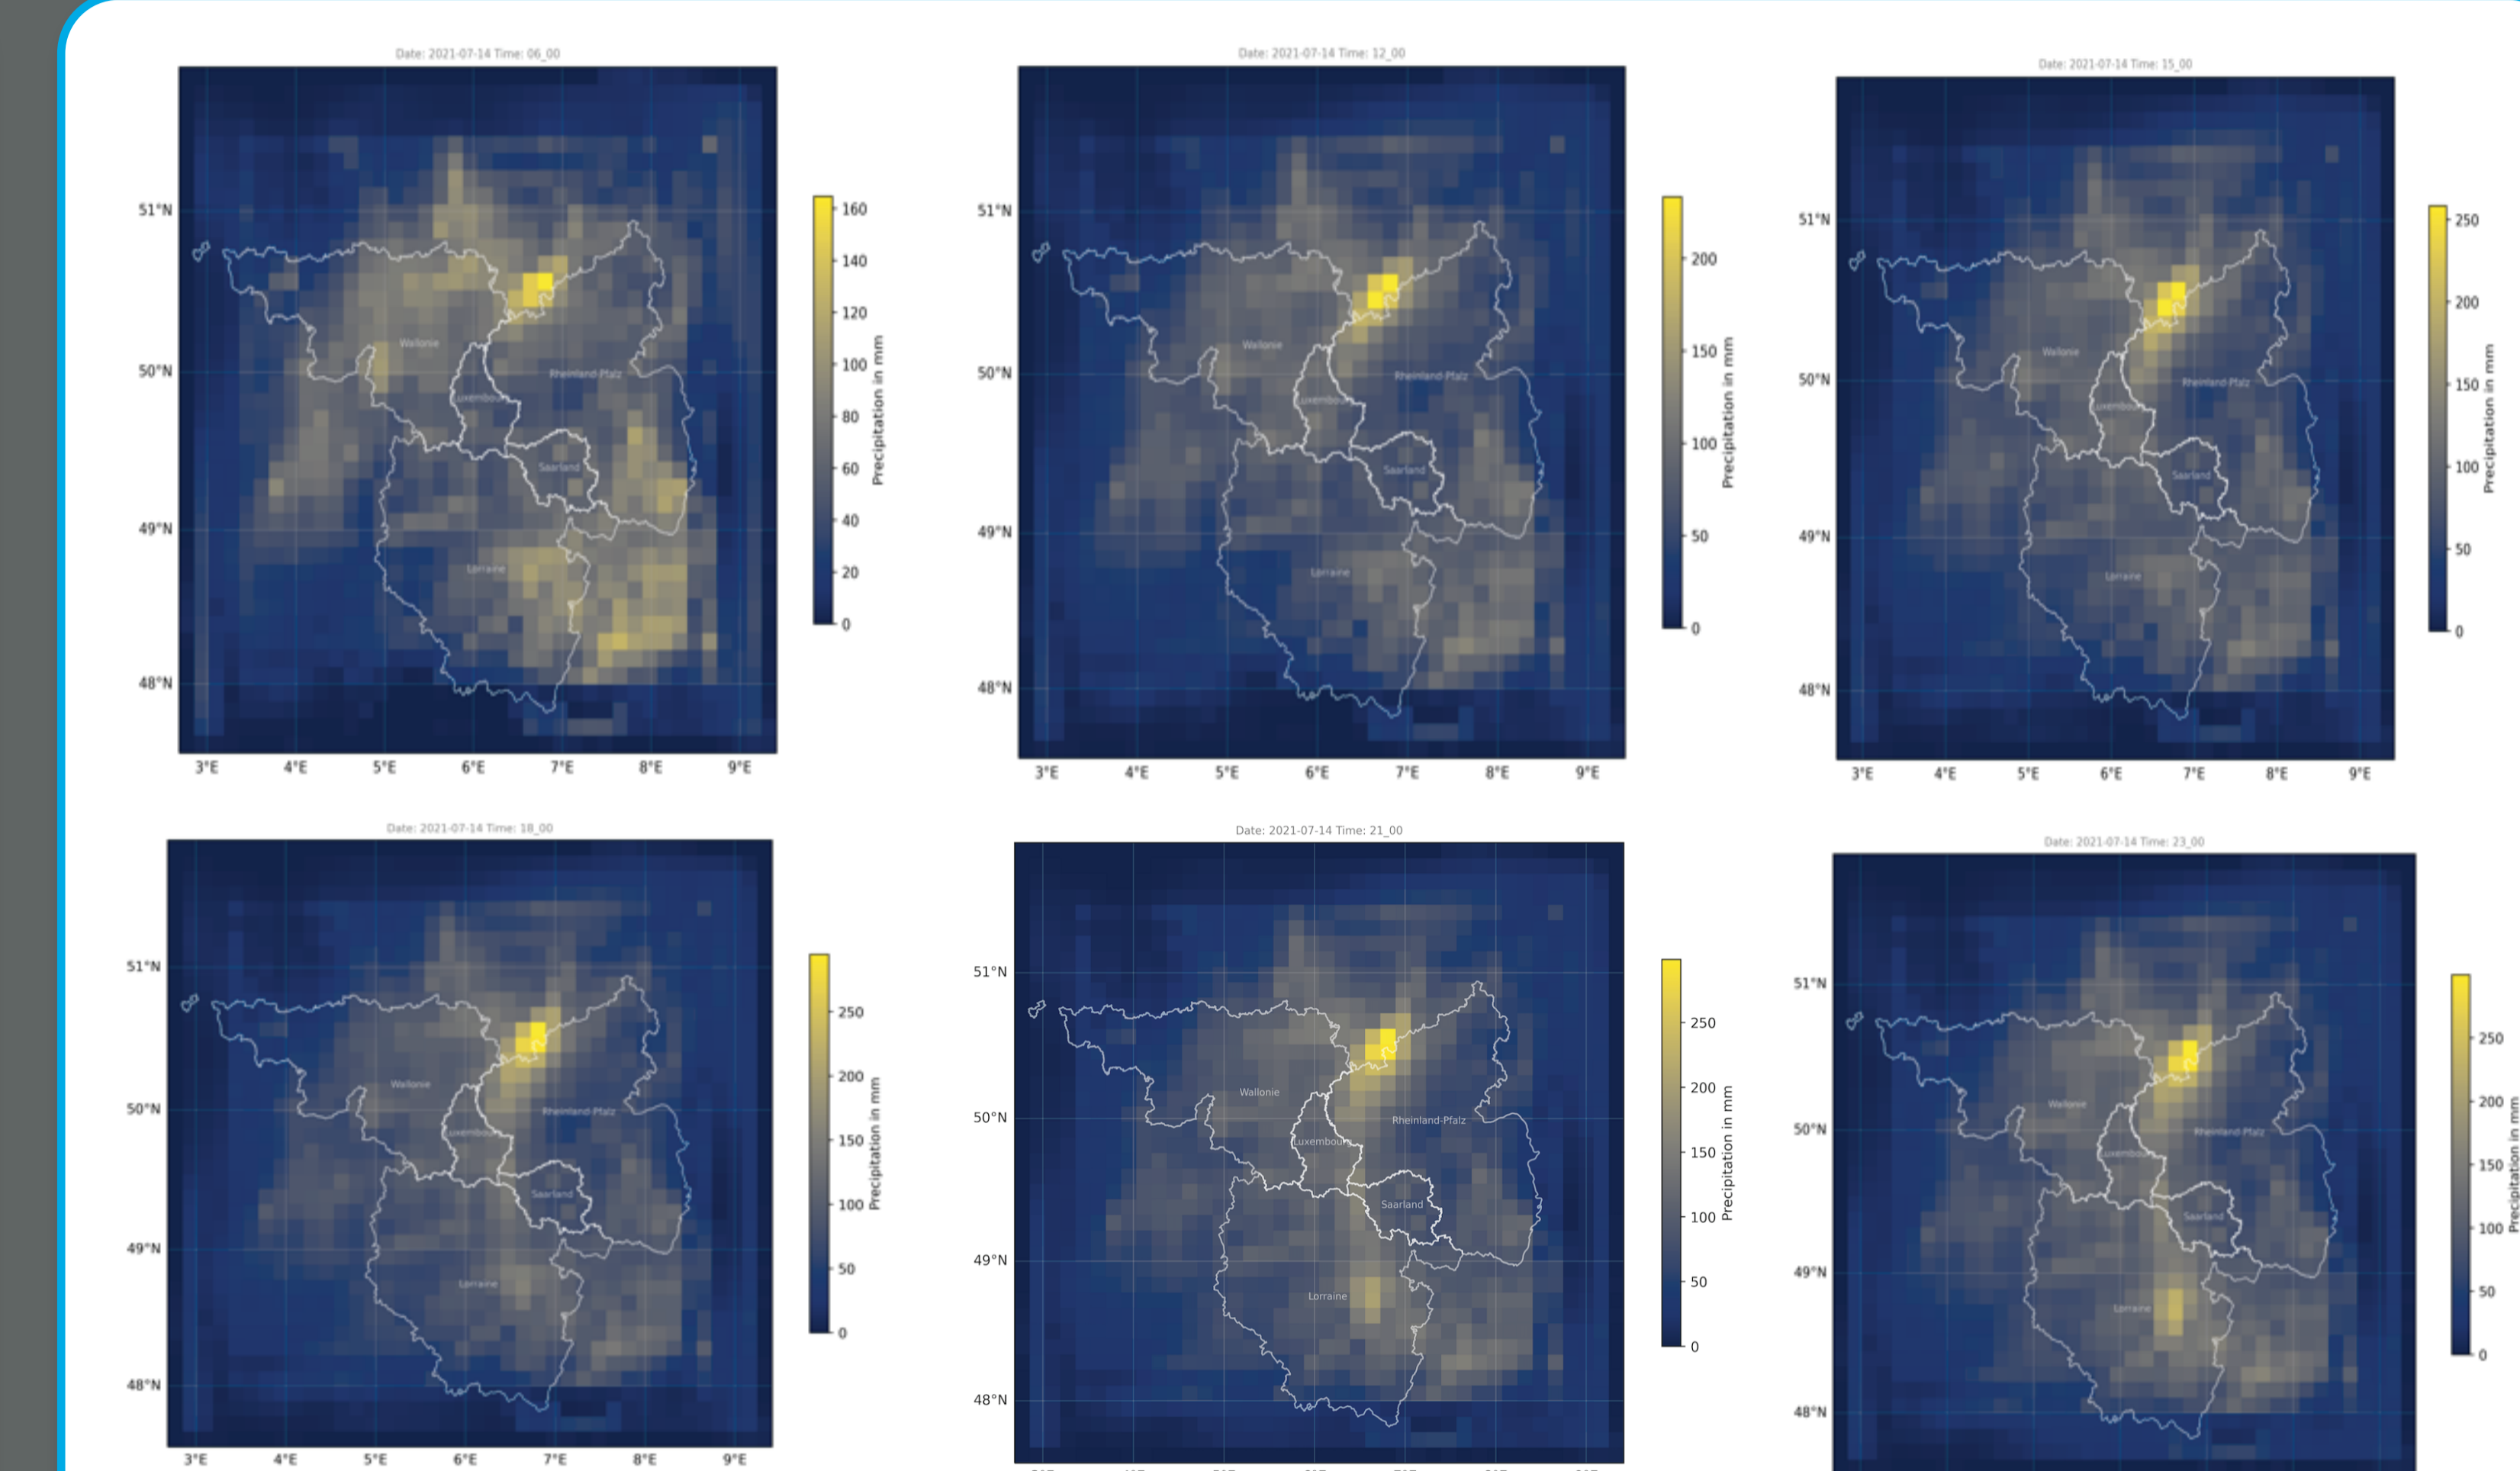 Date: 2021-07-14 Time: 06_00
51°N
50°N
49°N
48°N
3°E 4°E 5°E 6°E 7°E 8°E 9°E
Wallonie
Rheinland-Pfalz
Luxembourg
Saarland
Lorraine
160
140
120
100
80
60
40
20
0
Precipitation in mm
Date: 2021-07-14 Time: 12_00
51°N
50°N
49°N
48°N
3°E 4°E 5°E 6°E 7°E 8°E 9°E
Wallonie
Rheinland-Pfalz
Luxembourg
Saarland
Lorraine
200
150
100
50
0
Precipitation in mm
Date: 2021-07-14 Time: 15_00
51°N
50°N
49°N
48°N
3°E 4°E 5°E 6°E 7°E 8°E 9°E
Wallonie
Rheinland-Pfalz
Luxembourg
Saarland
Lorraine
250
200
150
100
50
0
Precipitation in mm
Date: 2021-07-14 Time: 18_00
51°N
50°N
49°N
48°N
3°E 4°E 5°E 6°E 7°E 8°E 9°E
Wallonie
Rheinland-Pfalz
Luxembourg
Saarland
Lorraine
250
200
150
100
50
0
Precipitation in mm
Date: 2021-07-14 Time: 21_00
51°N
50°N
49°N
48°N
Wallonie
Rheinland-Pfalz
Luxembourg
Saarland
Lorraine
250
200
150
100
50
0
Precipitation in mm
Date: 2021-07-14 Time: 23_00
51°N
50°N
49°N
48°N
Wallonie
Rheinland-Pfalz
Luxembourg
Saarland
Lorraine
250
200
150
100
50
0
Precipitation in mm